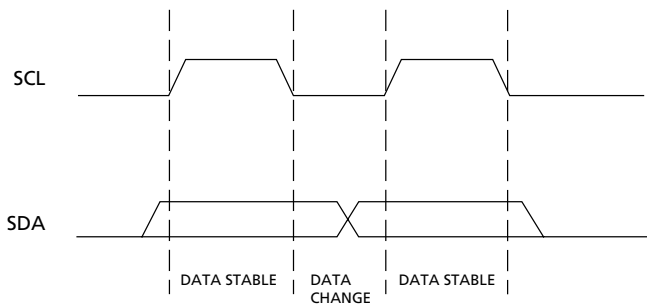 SCL
SDA
DATA STABLE
DATA
CHANGE
DATA STABLE